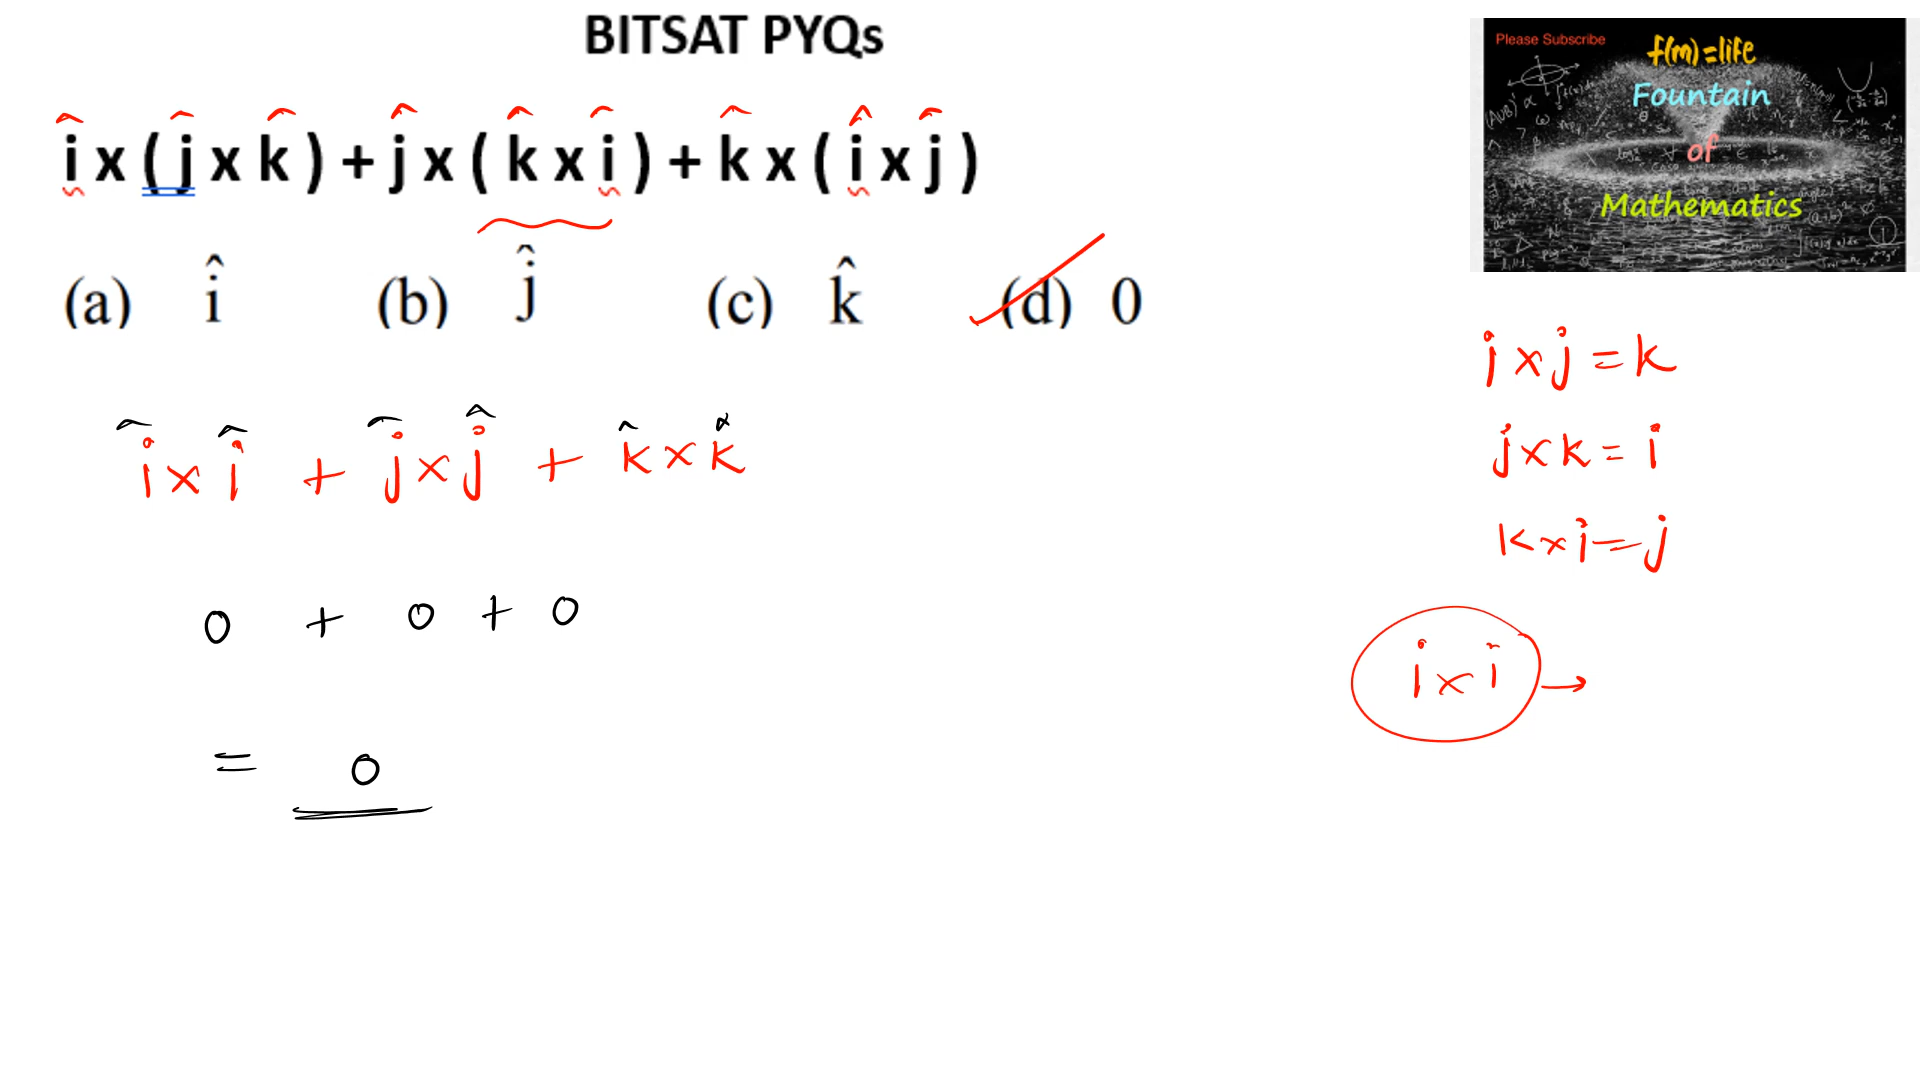 BITSAT PYQs
Please Subscribe
f(m)=life
Fountain
of
Mathematics
î x ( ĵ x k̂ ) + ĵ x ( k̂ x î ) + k̂ x ( î x ĵ )
(a) î (b) ĵ (c) k̂ (d) 0
î × î + ĵ × ĵ + k̂ × k̂
0 + 0 + 0
= 0
i × j = k
j × k = i
k × i = j
i × i →